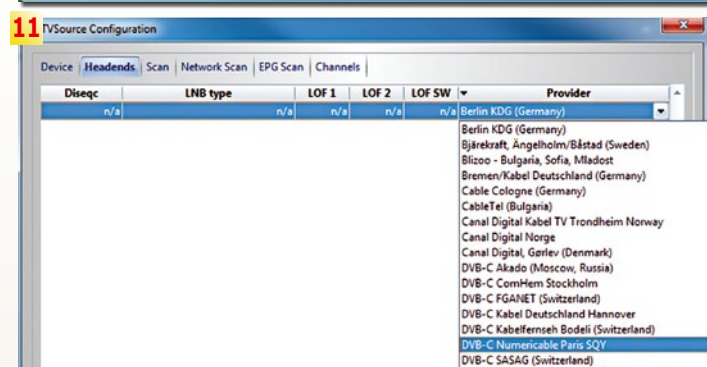 11
TVSource Configuration
Device Headends Scan Network Scan EPG Scan Channels
Diseqc LNB type LOF 1 LOF 2 LOF SW Provider
n/a n/a n/a n/a n/a Berlin KDG (Germany)
Berlin KDG (Germany)
Bjärekraft, Ängelholm/Båstad (Sweden)
Blizoo - Bulgaria, Sofia, Mladost
Bremen/Kabel Deutschland (Germany)
Cable Cologne (Germany)
CableTel (Bulgaria)
Canal Digital Kabel TV Trondheim Norway
Canal Digital Norge
Canal Digital, Gørlev (Denmark)
DVB-C Akado (Moscow, Russia)
DVB-C ComHem Stockholm
DVB-C FGANET (Switzerland)
DVB-C Kabel Deutschland Hannover
DVB-C Kabelfernseh Bodeli (Switzerland)
DVB-C Numericable Paris SQY
DVB-C SASAG (Switzerland)